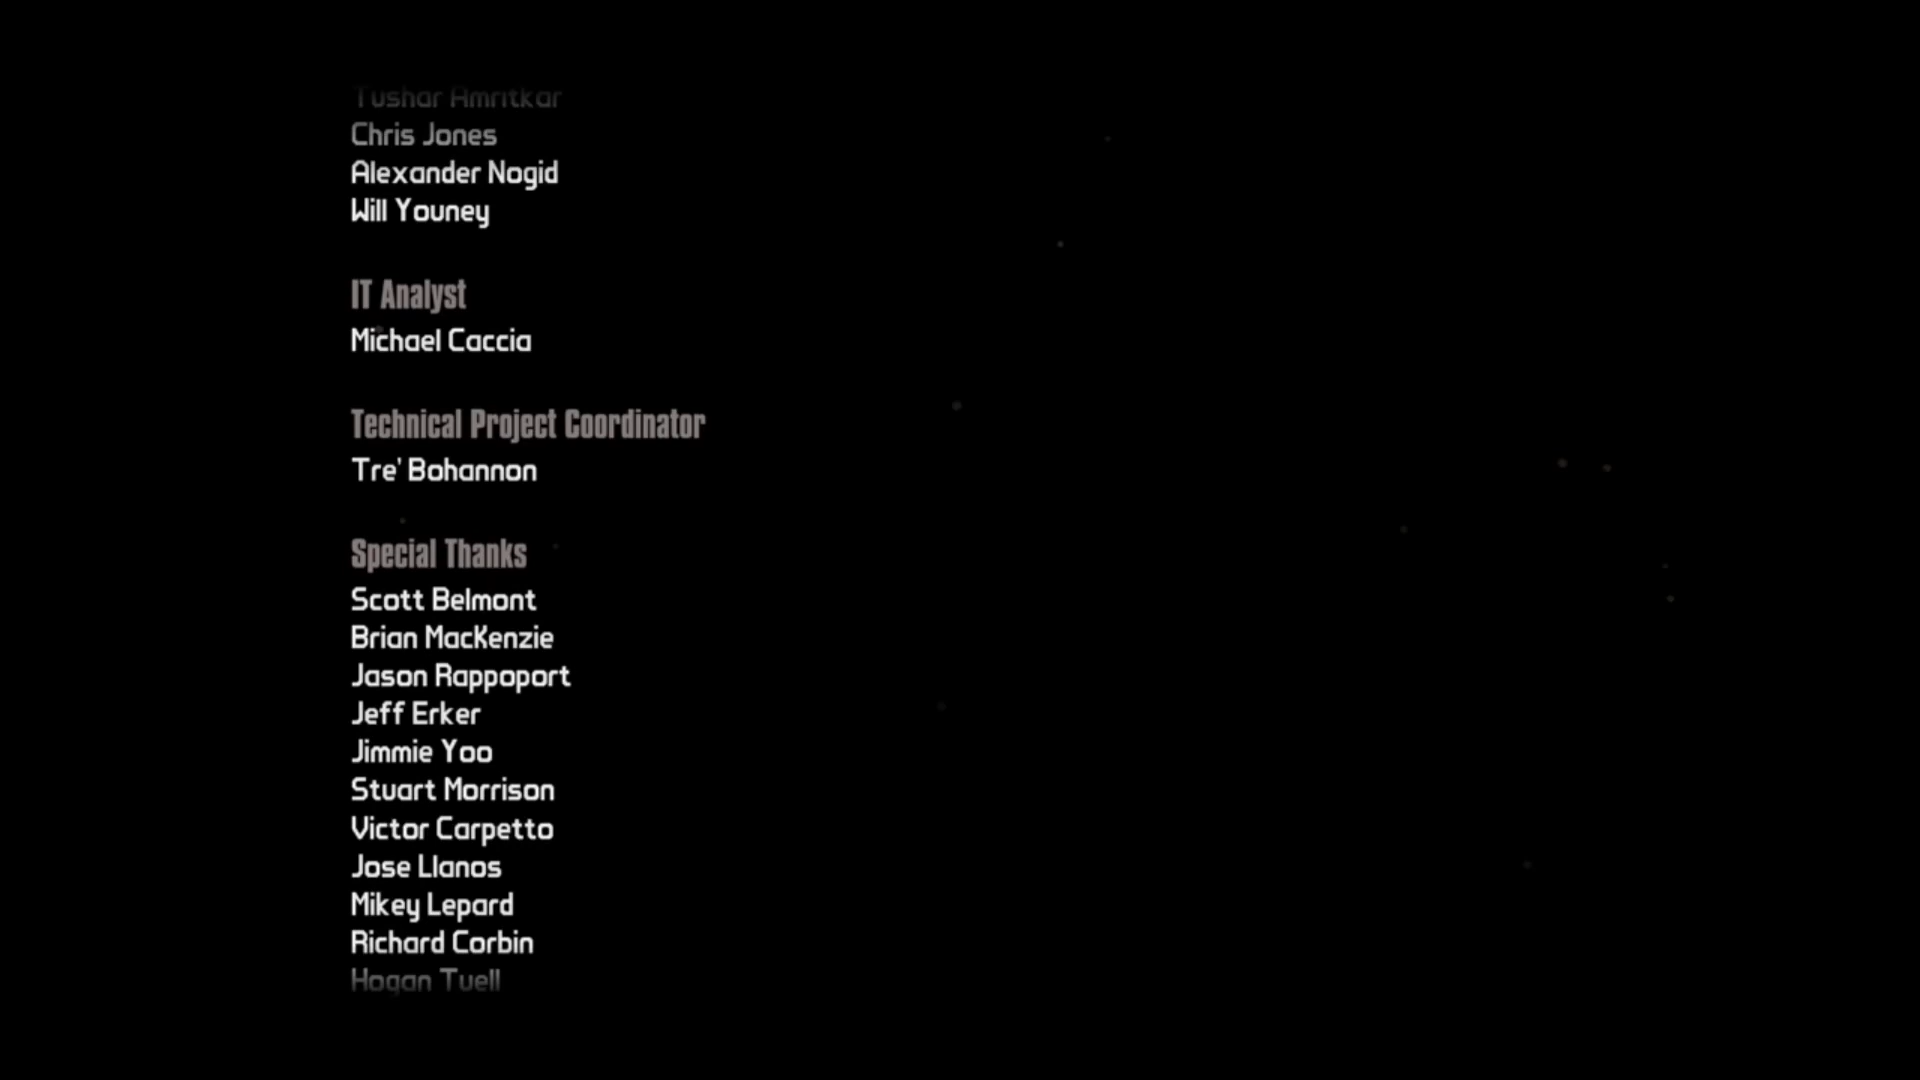 Tushar Amritkar
Chris Jones
Alexander Nogid
Will Youney
IT Analyst
Michael Caccia
Technical Project Coordinator
Tre' Bohannon
Special Thanks
Scott Belmont
Brian MacKenzie
Jason Rappoport
Jeff Erker
Jimmie Yoo
Stuart Morrison
Victor Carpetto
Jose Llanos
Mikey Lepard
Richard Corbin
Hogan Tuell